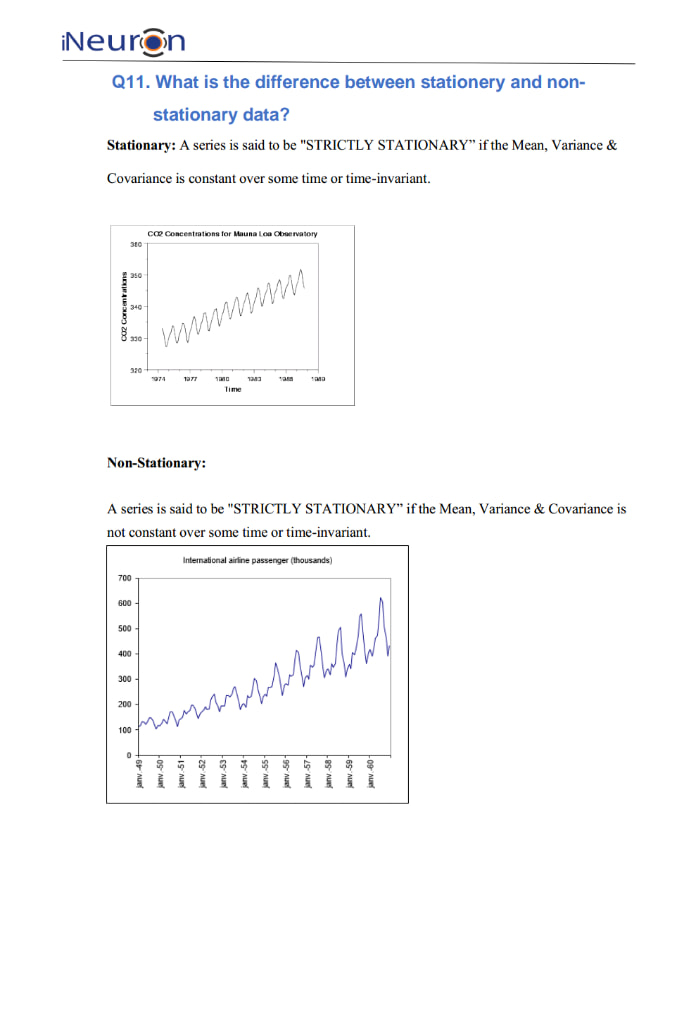 iNeuron
Q11. What is the difference between stationery and non-
stationary data?
Stationary: A series is said to be "STRICTLY STATIONARY” if the Mean, Variance &
Covariance is constant over some time or time-invariant.
CO2 Concentrations for Mauna Loa Observatory
360
350
340
330
320
CO2 Concentrations
1974 1977 1980 1983 1986 1989
Time
Non-Stationary:
A series is said to be "STRICTLY STATIONARY” if the Mean, Variance & Covariance is
not constant over some time or time-invariant.
International airline passenger (thousands)
700
600
500
400
300
200
100
0
janv.-49
janv.-50
janv.-51
janv.-52
janv.-53
janv.-54
janv.-55
janv.-56
janv.-57
janv.-58
janv.-59
janv.-60